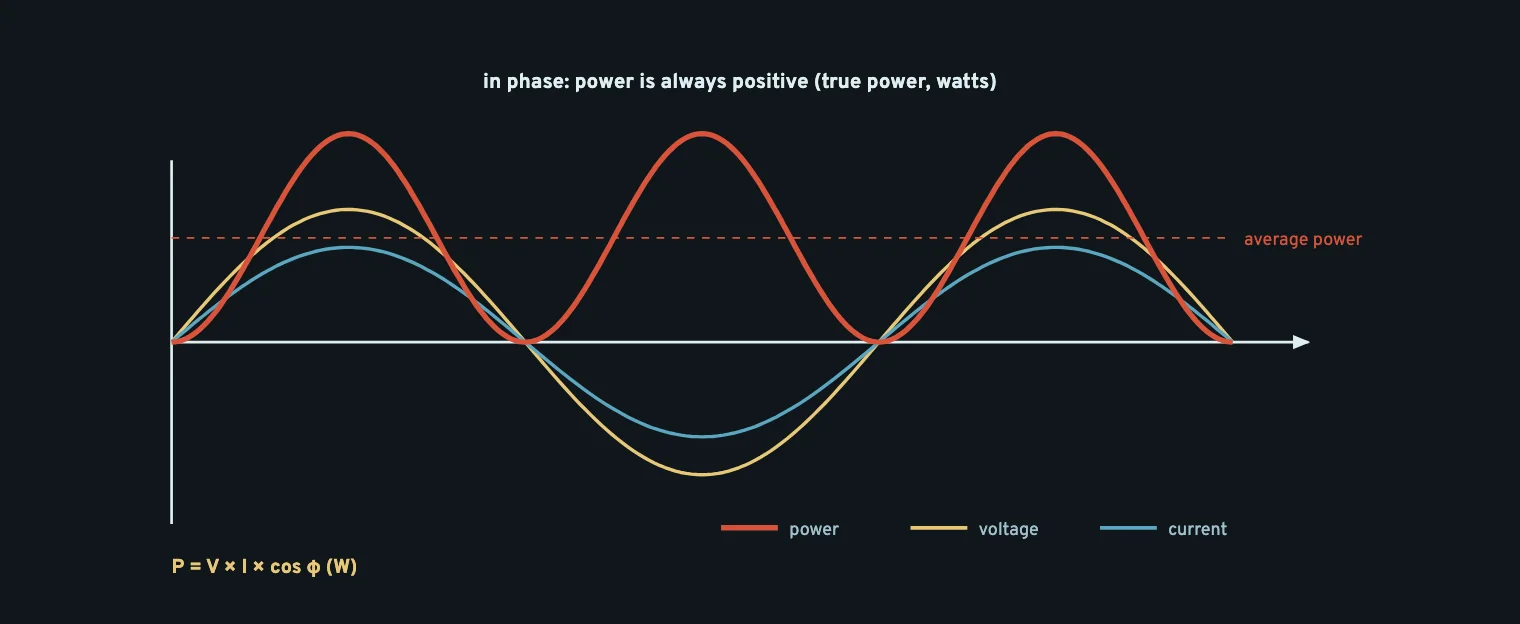 in phase: power is always positive (true power, watts)
average power
power
voltage
current
P = V × I × cos ϕ (W)